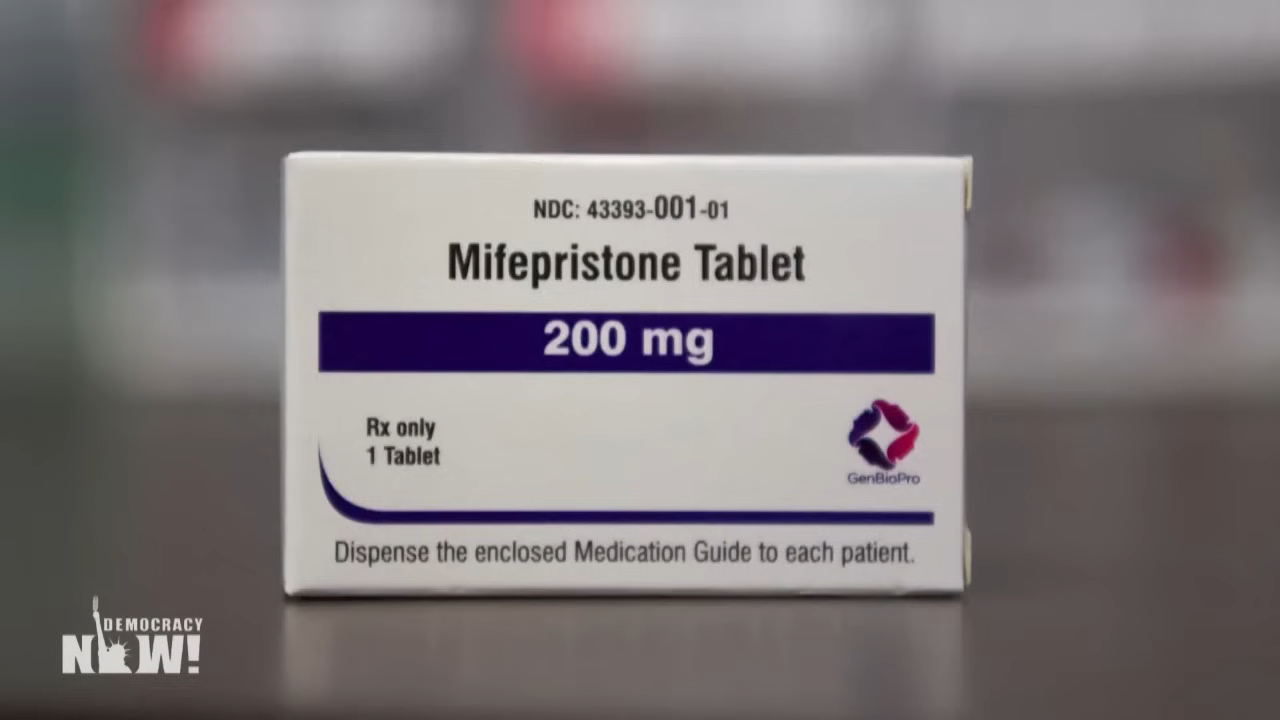 NDC: 43393-001-01
Mifepristone Tablet
200 mg
Rx only
1 Tablet
GenBioPro
Dispense the enclosed Medication Guide to each patient.
DEMOCRACY
NOW!